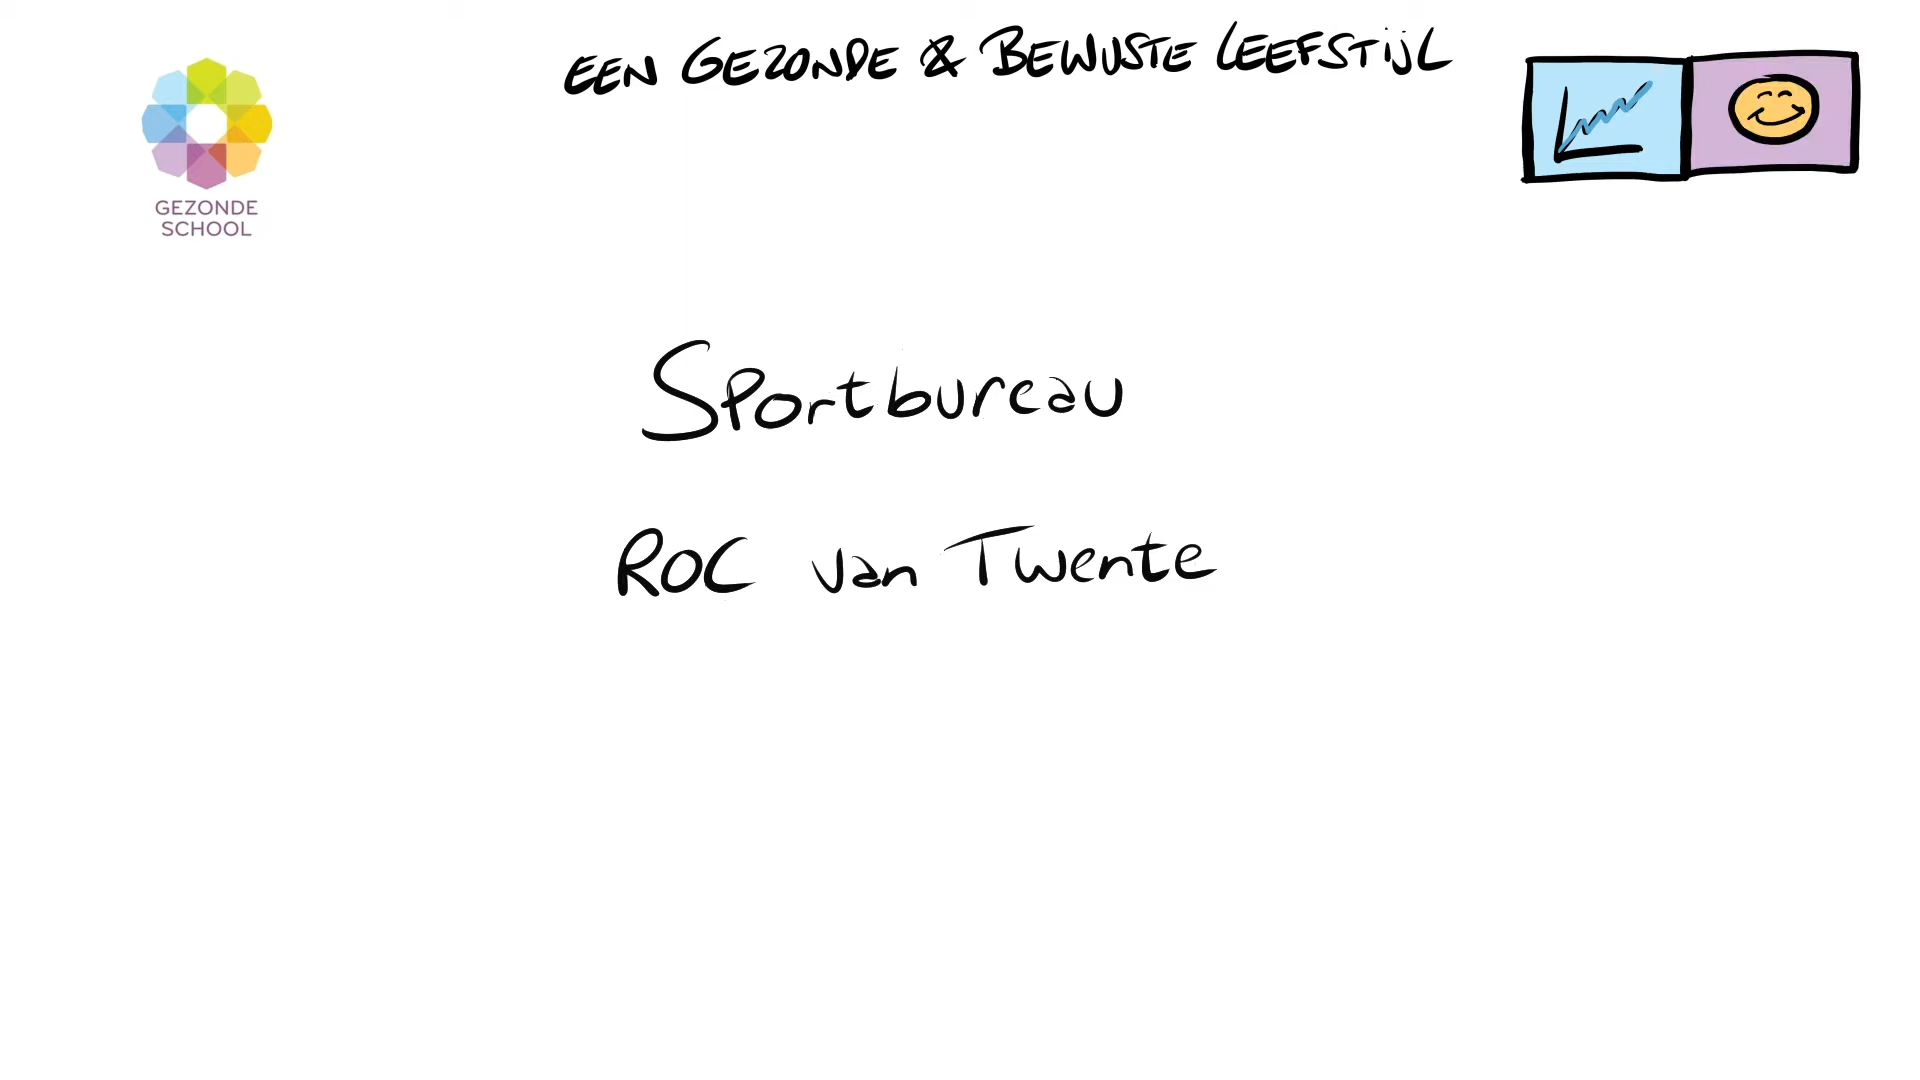 EEN GEZONDE & BEWUSTE LEEFSTIJL
GEZONDE
SCHOOL
Sportbureau
ROC van Twente